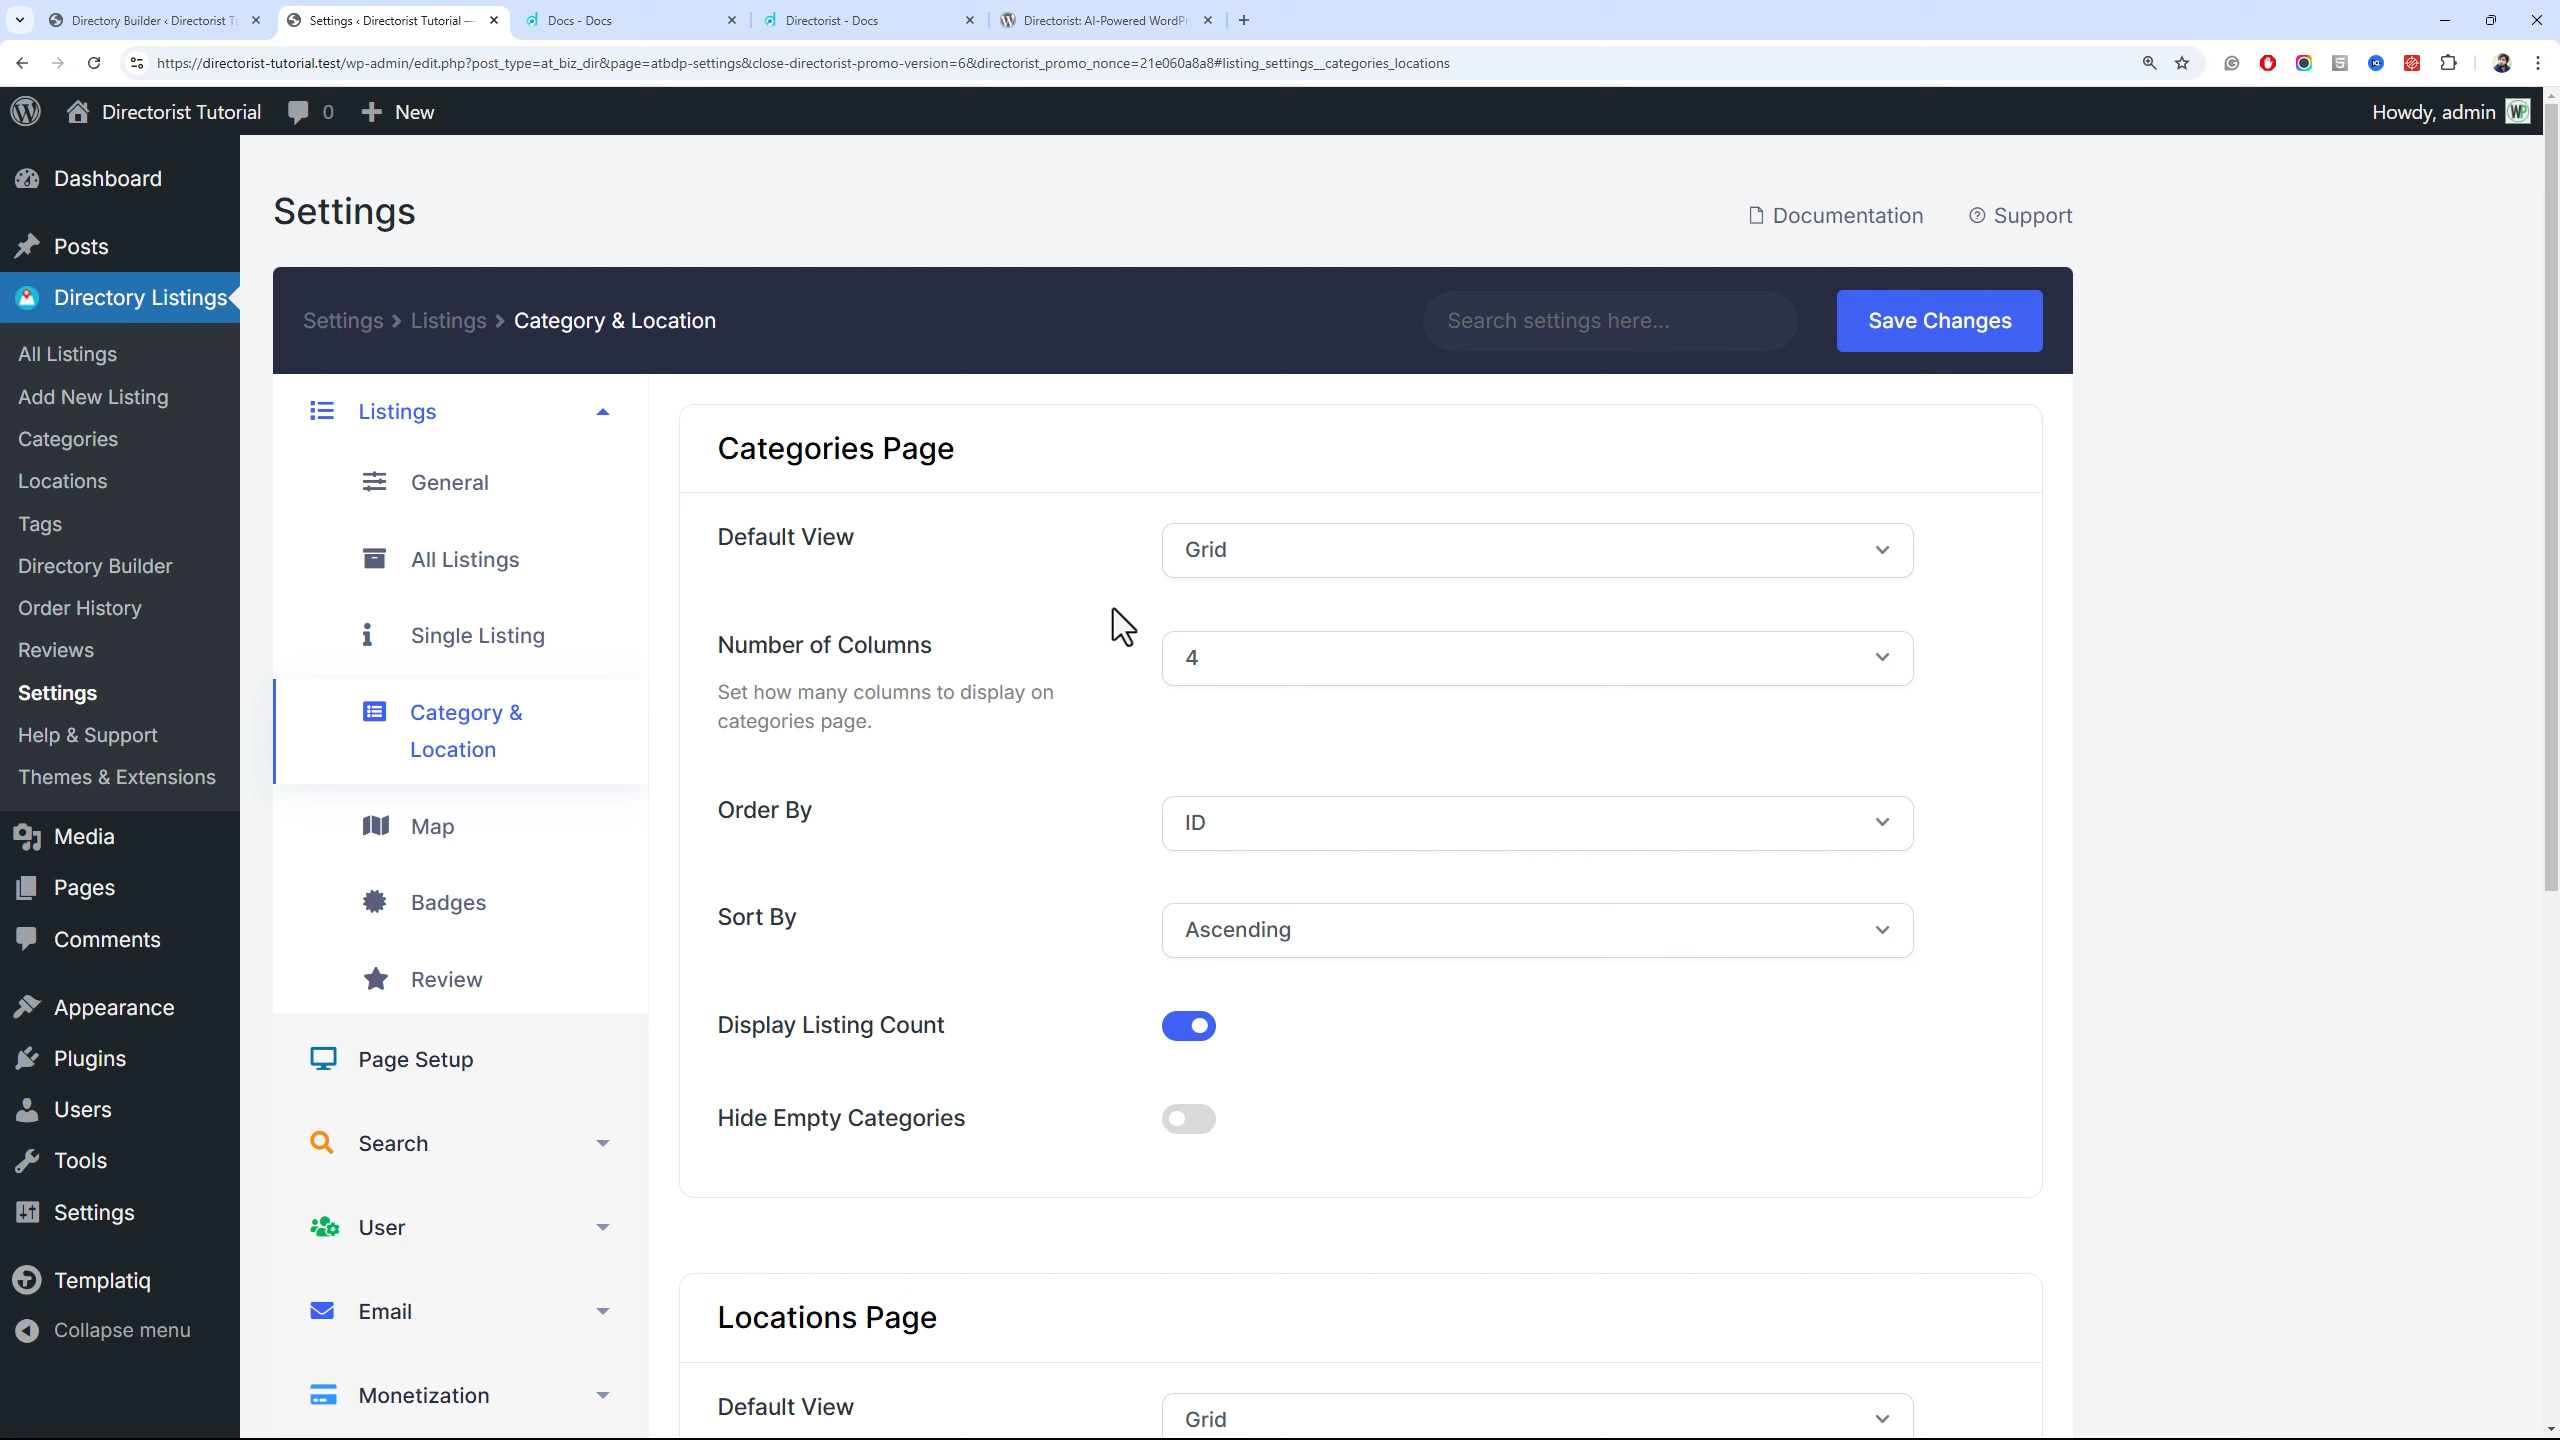 Directory Builder ‹ Directorist Tu
Settings ‹ Directorist Tutorial —
Docs - Docs
Directorist - Docs
Directorist: AI-Powered WordPr
https://directorist-tutorial.test/wp-admin/edit.php?post_type=at_biz_dir&page=atbdp-settings&close-directorist-promo-version=6&directorist_promo_nonce=21e060a8a8#listing_settings__categories_locations
Directorist Tutorial
0
New
Howdy, admin
Dashboard
Posts
Directory Listings
All Listings
Add New Listing
Categories
Locations
Tags
Directory Builder
Order History
Reviews
Settings
Help & Support
Themes & Extensions
Media
Pages
Comments
Appearance
Plugins
Users
Tools
Settings
Templatiq
Collapse menu
Settings
Documentation
Support
Settings > Listings > Category & Location
Search settings here...
Save Changes
Listings
General
All Listings
Single Listing
Category &
Location
Map
Badges
Review
Page Setup
Search
User
Email
Monetization
Categories Page
Default View
Grid
Number of Columns
4
Set how many columns to display on
categories page.
Order By
ID
Sort By
Ascending
Display Listing Count
Hide Empty Categories
Locations Page
Default View
Grid